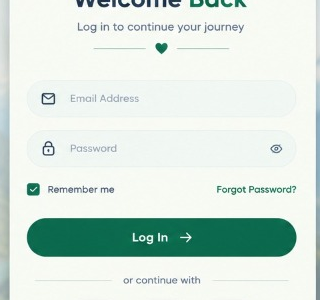 Welcome Back
Log in to continue your journey
Email Address
Password
Remember me
Forgot Password?
Log In
or continue with